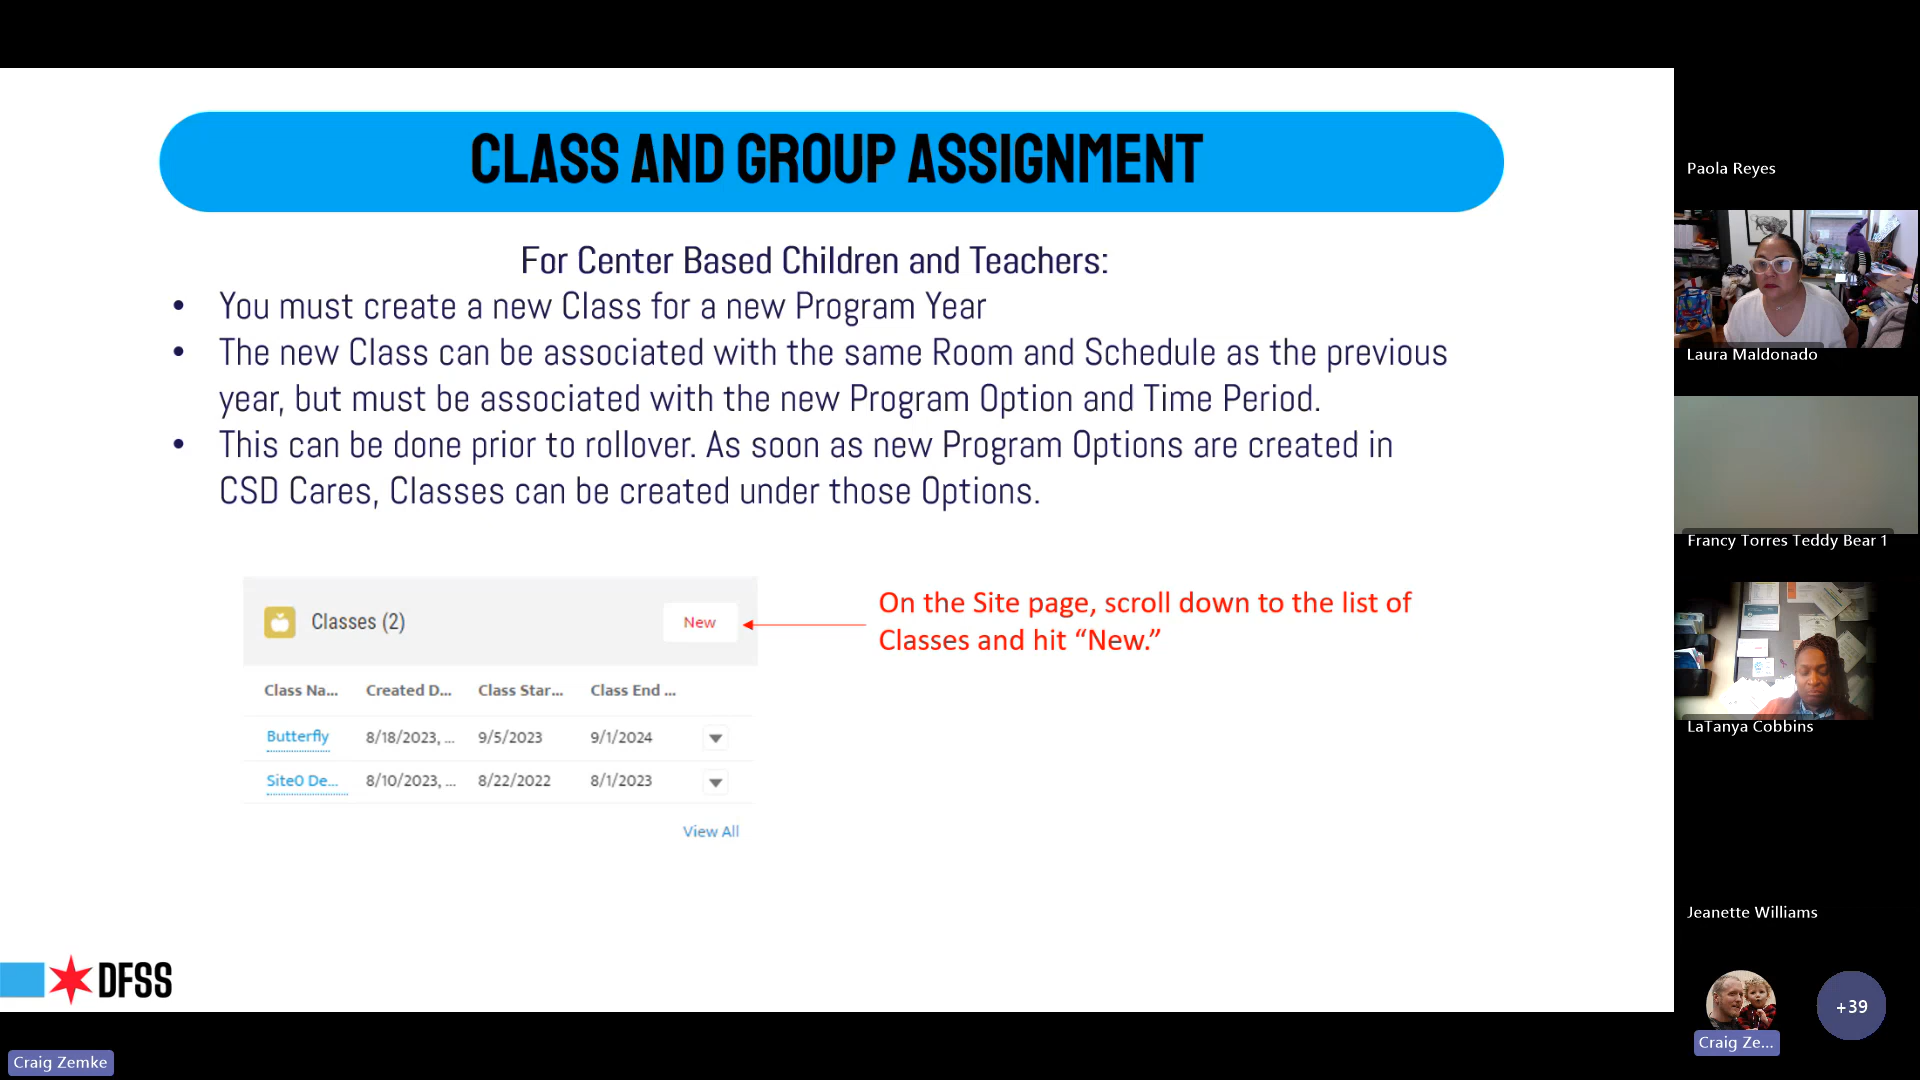 CLASS AND GROUP ASSIGNMENT
For Center Based Children and Teachers:
• You must create a new Class for a new Program Year
• The new Class can be associated with the same Room and Schedule as the previous
year, but must be associated with the new Program Option and Time Period.
• This can be done prior to rollover. As soon as new Program Options are created in
CSD Cares, Classes can be created under those Options.
Classes (2)
New
On the Site page, scroll down to the list of
Classes and hit “New.”
Class Na... Created D... Class Star... Class End ...
Butterfly 8/18/2023, ... 9/5/2023 9/1/2024
Site0 De... 8/10/2023, ... 8/22/2022 8/1/2023
View All
DFSS
Craig Zemke
Paola Reyes
Laura Maldonado
Francy Torres Teddy Bear 1
LaTanya Cobbins
Jeanette Williams
+39
Craig Ze...